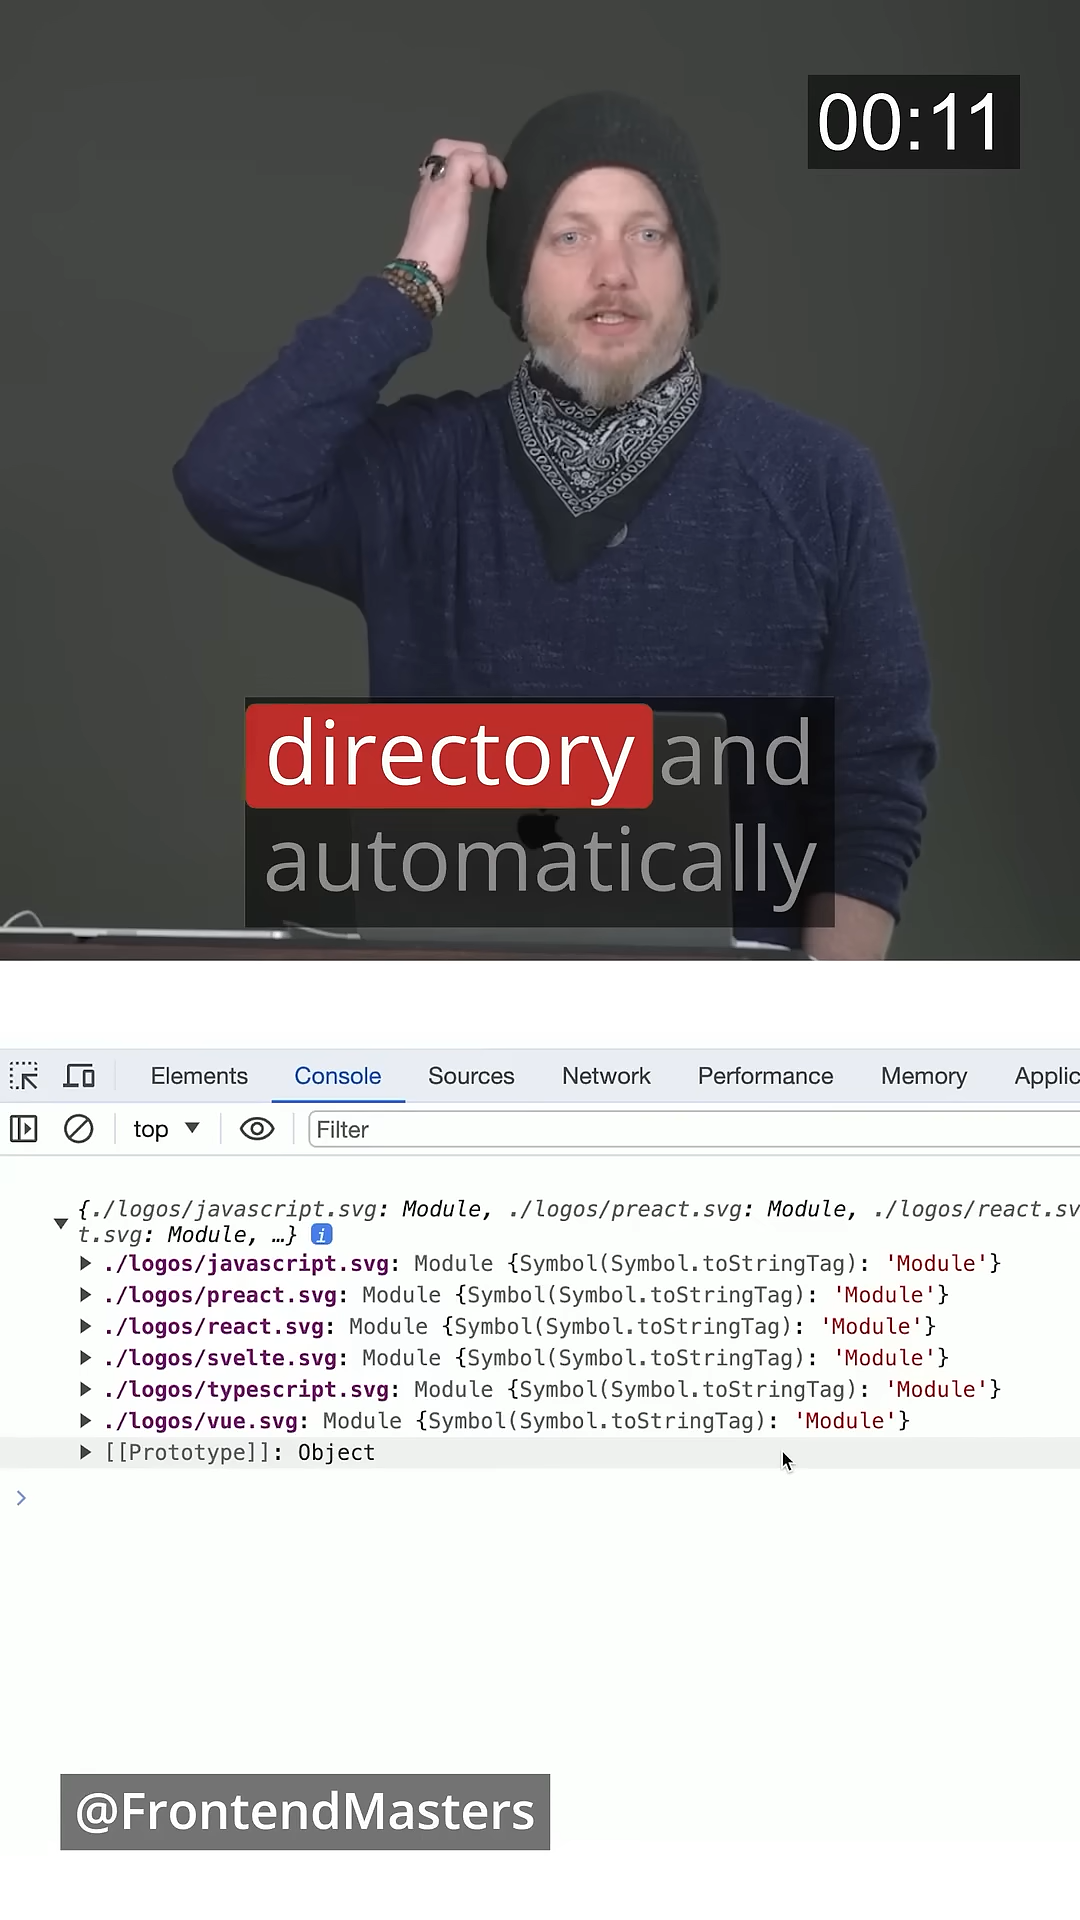 00:11
directory and
automatically
Elements Console Sources Network Performance Memory Applic
top Filter
{./logos/javascript.svg: Module, ./logos/preact.svg: Module, ./logos/react.sv
t.svg: Module, …} i
./logos/javascript.svg: Module {Symbol(Symbol.toStringTag): 'Module'}
./logos/preact.svg: Module {Symbol(Symbol.toStringTag): 'Module'}
./logos/react.svg: Module {Symbol(Symbol.toStringTag): 'Module'}
./logos/svelte.svg: Module {Symbol(Symbol.toStringTag): 'Module'}
./logos/typescript.svg: Module {Symbol(Symbol.toStringTag): 'Module'}
./logos/vue.svg: Module {Symbol(Symbol.toStringTag): 'Module'}
[[Prototype]]: Object
@FrontendMasters